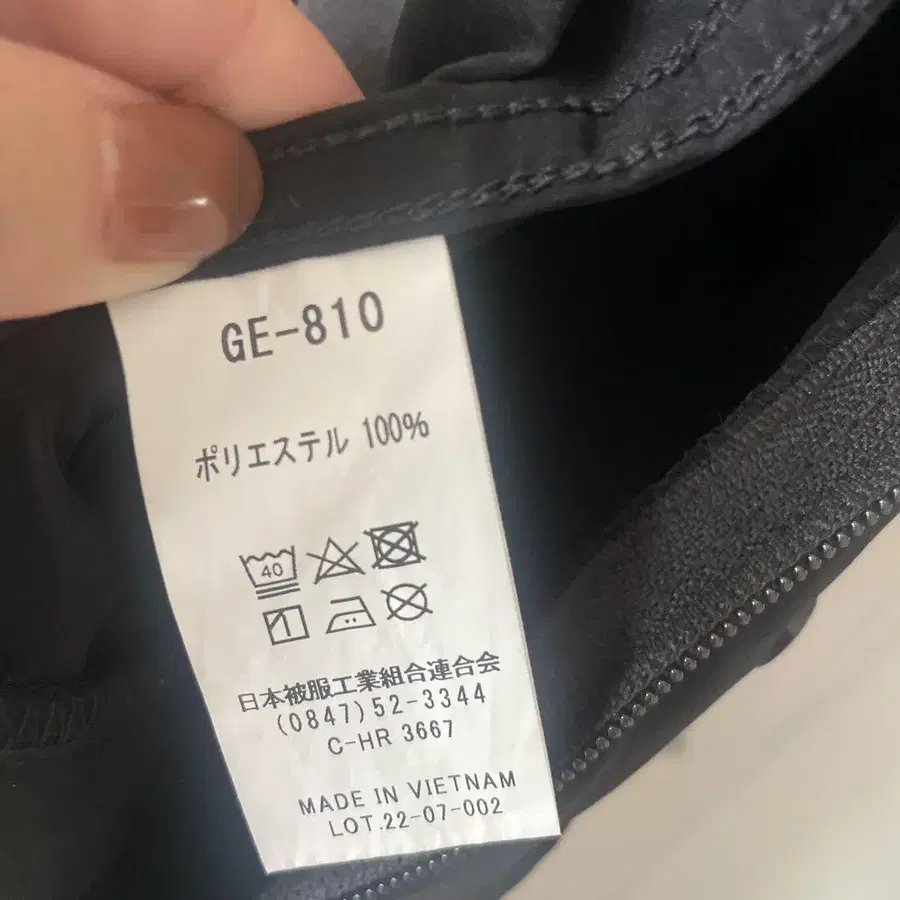 GE-810
ポリエステル 100%
40
日本被服工業組合連合会
(0847)52-3344
C-HR 3667
MADE IN VIETNAM
LOT.22-07-002